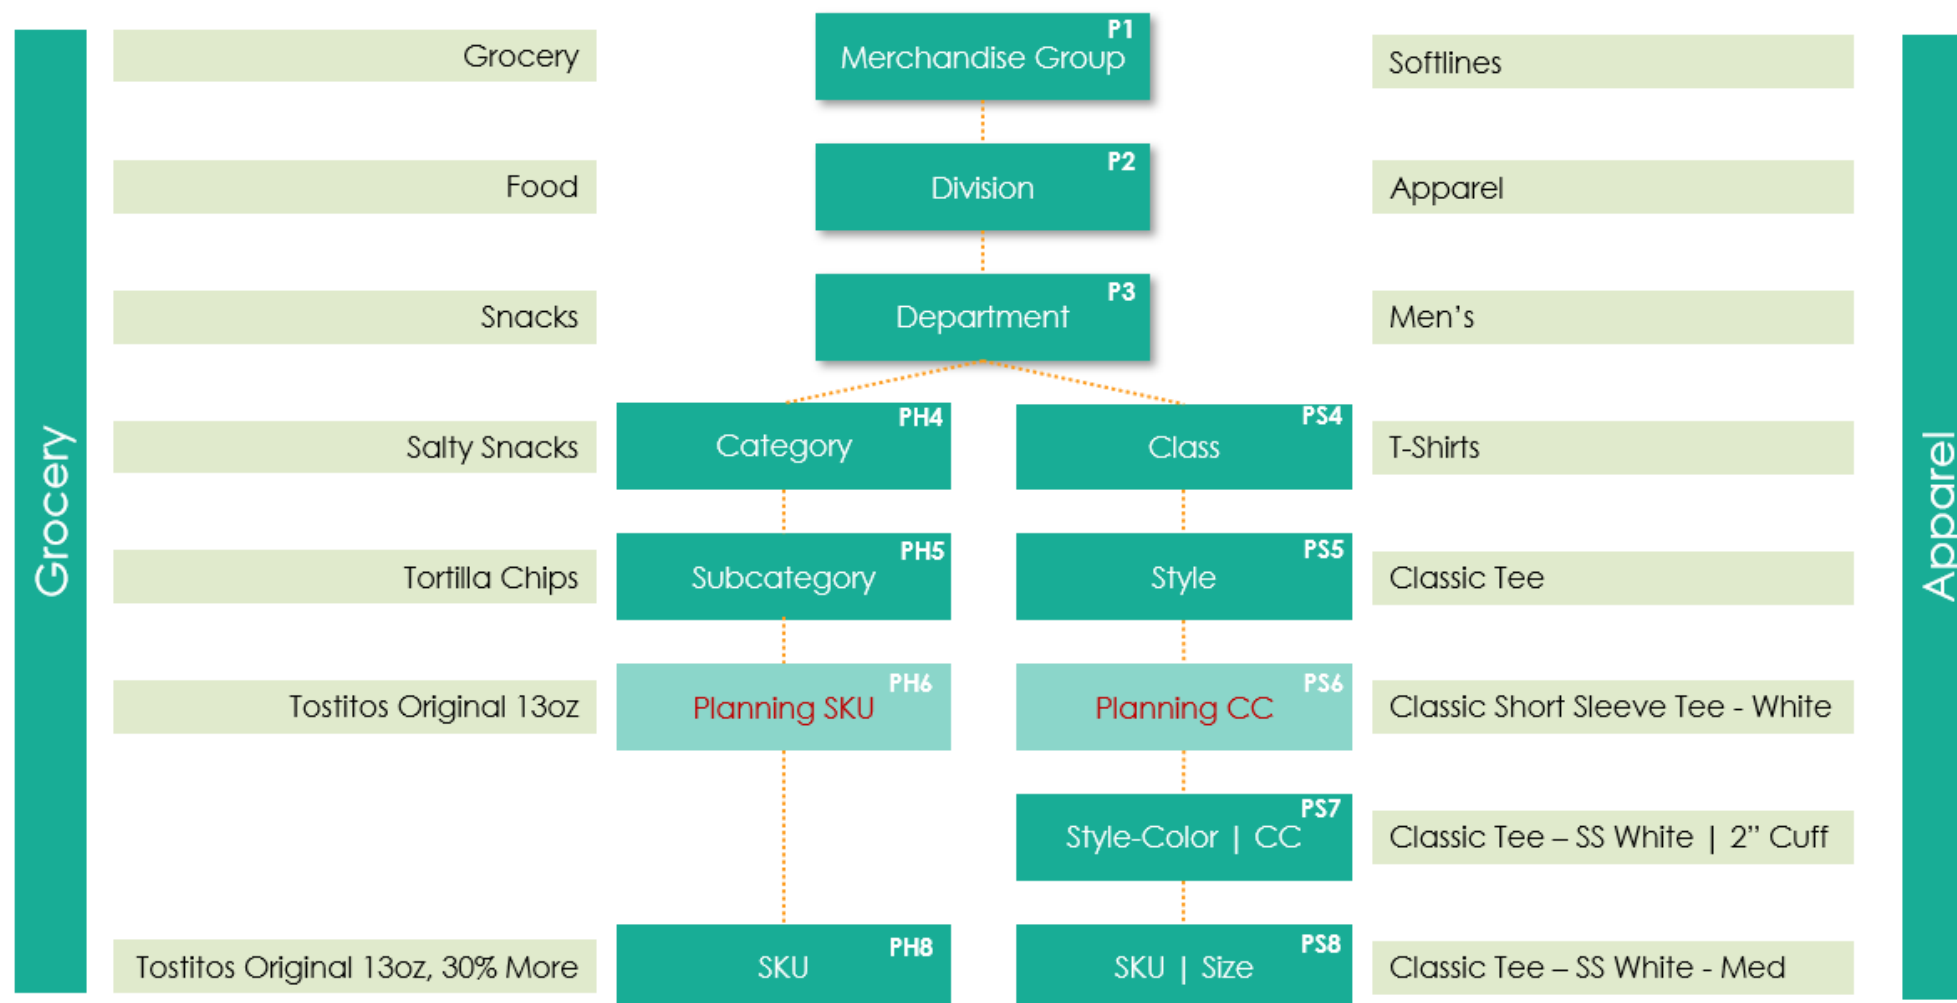 Grocery
Grocery
P1
Merchandise Group
Softlines
Food
P2
Division
Apparel
Snacks
P3
Department
Men’s
Salty Snacks
PH4
Category
PS4
Class
T-Shirts
Tortilla Chips
PH5
Subcategory
PS5
Style
Classic Tee
Tostitos Original 13oz
PH6
Planning SKU
PS6
Planning CC
Classic Short Sleeve Tee - White
PS7
Style-Color | CC
Classic Tee – SS White | 2” Cuff
Tostitos Original 13oz, 30% More
PH8
SKU
PS8
SKU | Size
Classic Tee – SS White - Med
Apparel